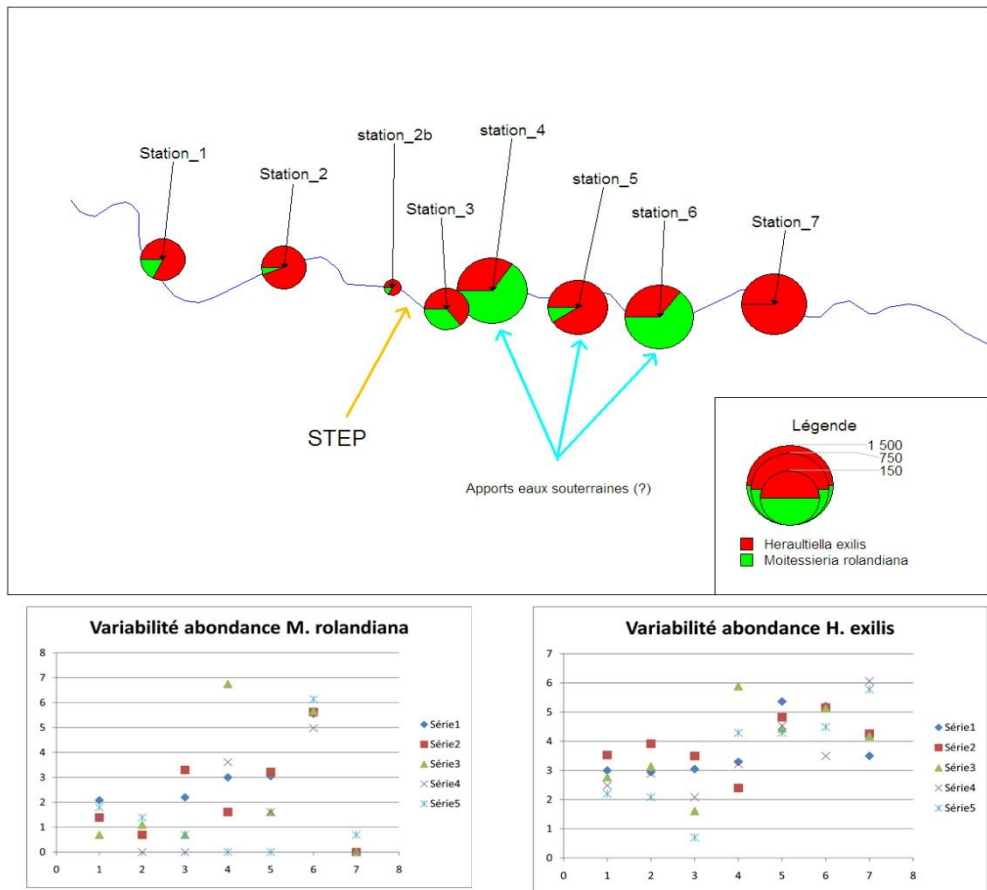 Station_1
Station_2
station_2b
Station_3
station_4
station_5
station_6
Station_7
STEP
Apports eaux souterraines (?)
Légende
1 500
750
150
Heraultiella exilis
Moitessieria rolandiana
Variabilité abondance M. rolandiana
8
7
6
5
4
3
2
1
0
0 1 2 3 4 5 6 7 8
Série1
Série2
Série3
Série4
Série5
Variabilité abondance H. exilis
7
6
5
4
3
2
1
0
0 1 2 3 4 5 6 7 8
Série1
Série2
Série3
Série4
Série5